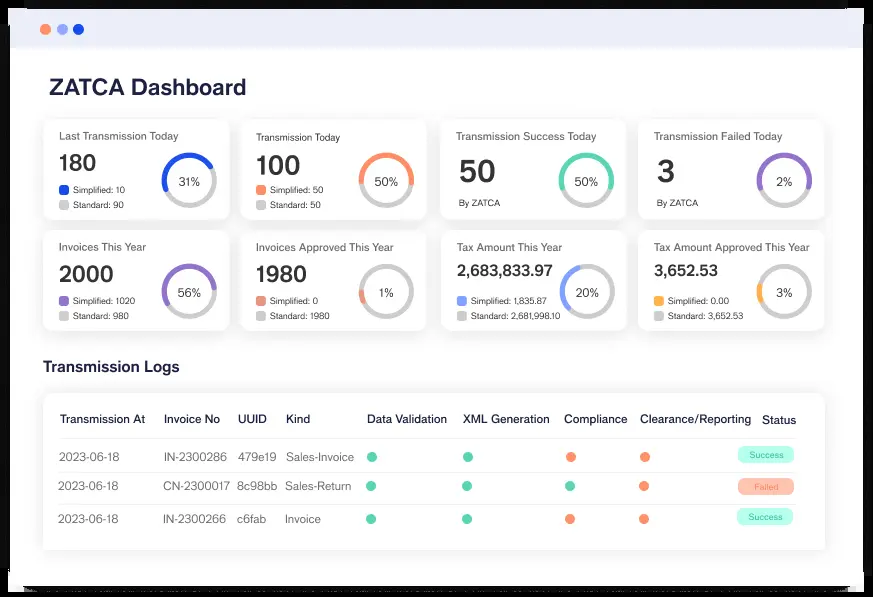 ZATCA Dashboard
Last Transmission Today
180
Simplified: 10
Standard: 90
31%
Transmission Today
100
Simplified: 50
Standard: 50
50%
Transmission Success Today
50
By ZATCA
50%
Transmission Failed Today
3
By ZATCA
2%
Invoices This Year
2000
Simplified: 1020
Standard: 980
56%
Invoices Approved This Year
1980
Simplified: 0
Standard: 1980
1%
Tax Amount This Year
2,683,833.97
Simplified: 1,835.87
Standard: 2,681,998.10
20%
Tax Amount Approved This Year
3,652.53
Simplified: 0.00
Standard: 3,652.53
3%
Transmission Logs
Transmission At Invoice No UUID Kind Data Validation XML Generation Compliance Clearance/Reporting Status
2023-06-18 IN-2300286 479e19 Sales-Invoice Success
2023-06-18 CN-2300017 8c98bb Sales-Return Failed
2023-06-18 IN-2300266 c6fab Invoice Success